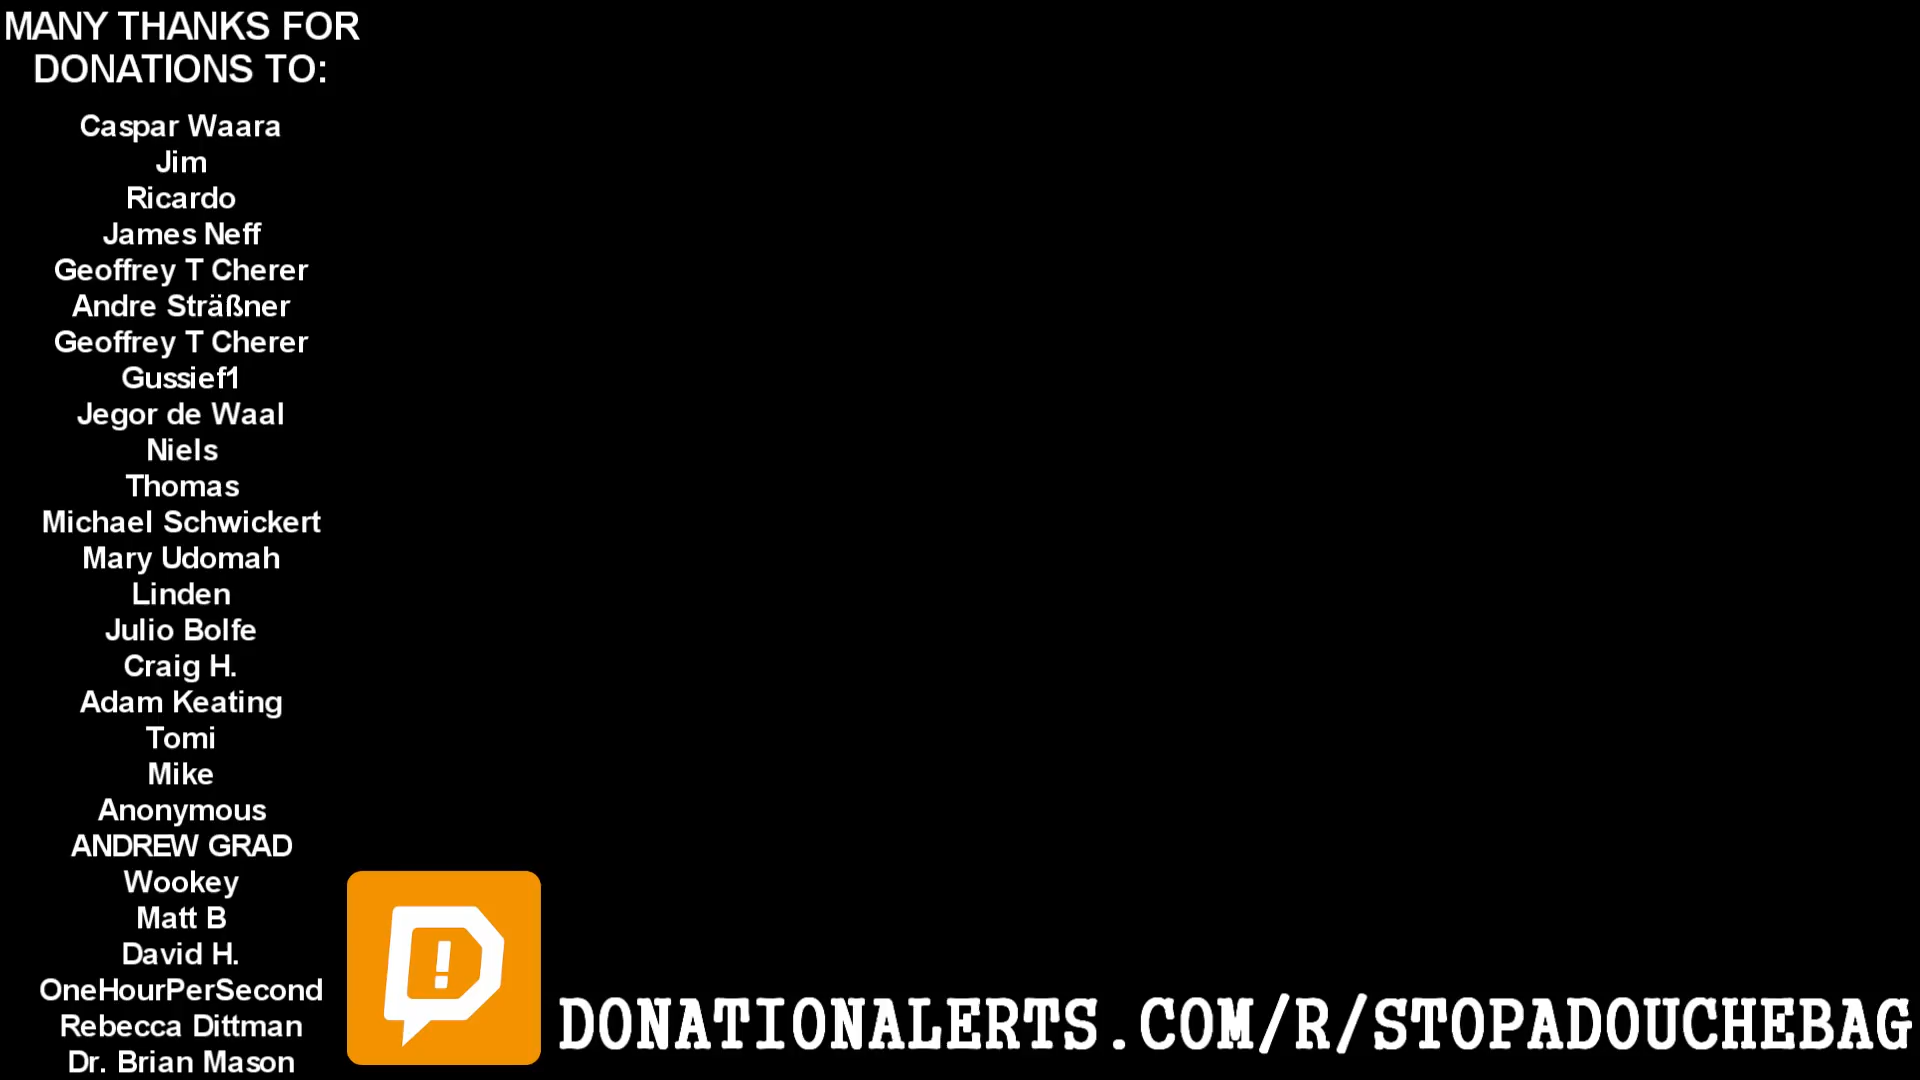 MANY THANKS FOR
DONATIONS TO:
Caspar Waara
Jim
Ricardo
James Neff
Geoffrey T Cherer
Andre Sträßner
Geoffrey T Cherer
Gussief1
Jegor de Waal
Niels
Thomas
Michael Schwickert
Mary Udomah
Linden
Julio Bolfe
Craig H.
Adam Keating
Tomi
Mike
Anonymous
ANDREW GRAD
Wookey
Matt B
David H.
OneHourPerSecond
Rebecca Dittman
Dr. Brian Mason
DONATIONALERTS.COM/R/STOPADOUCHEBAG